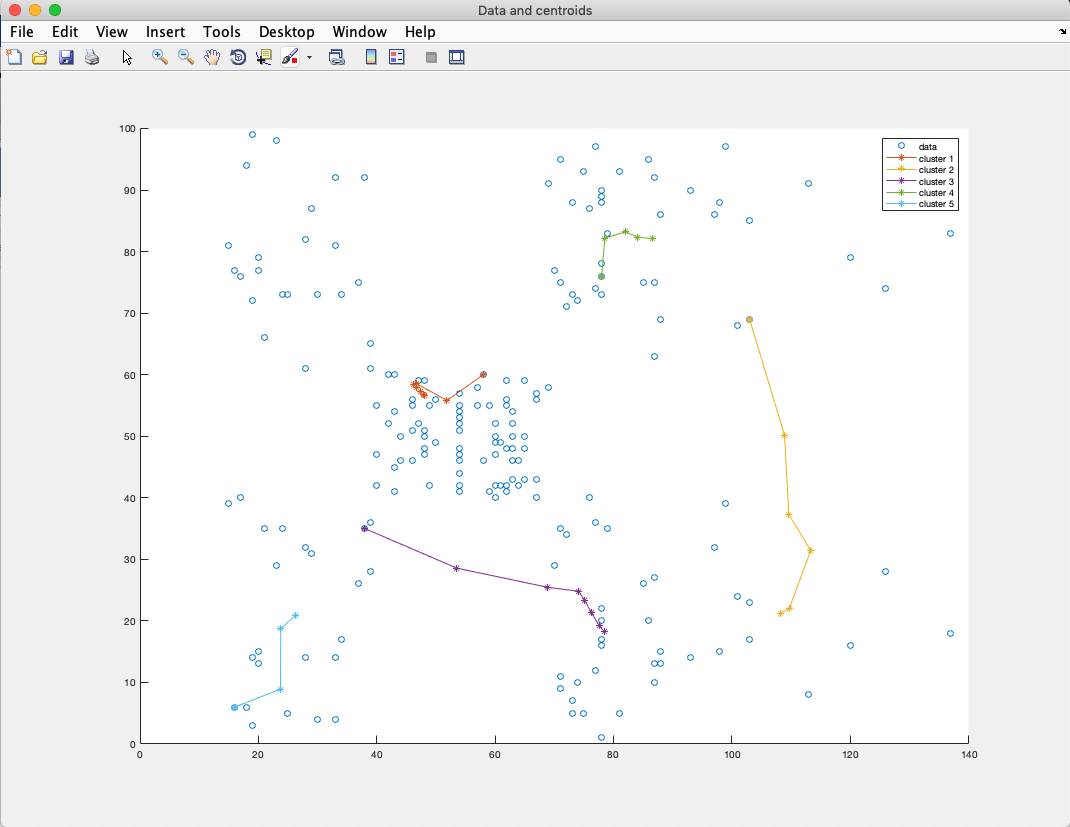 Data and centroids
File Edit View Insert Tools Desktop Window Help
100
90
80
70
60
50
40
30
20
10
0
0 20 40 60 80 100 120 140
data
cluster 1
cluster 2
cluster 3
cluster 4
cluster 5